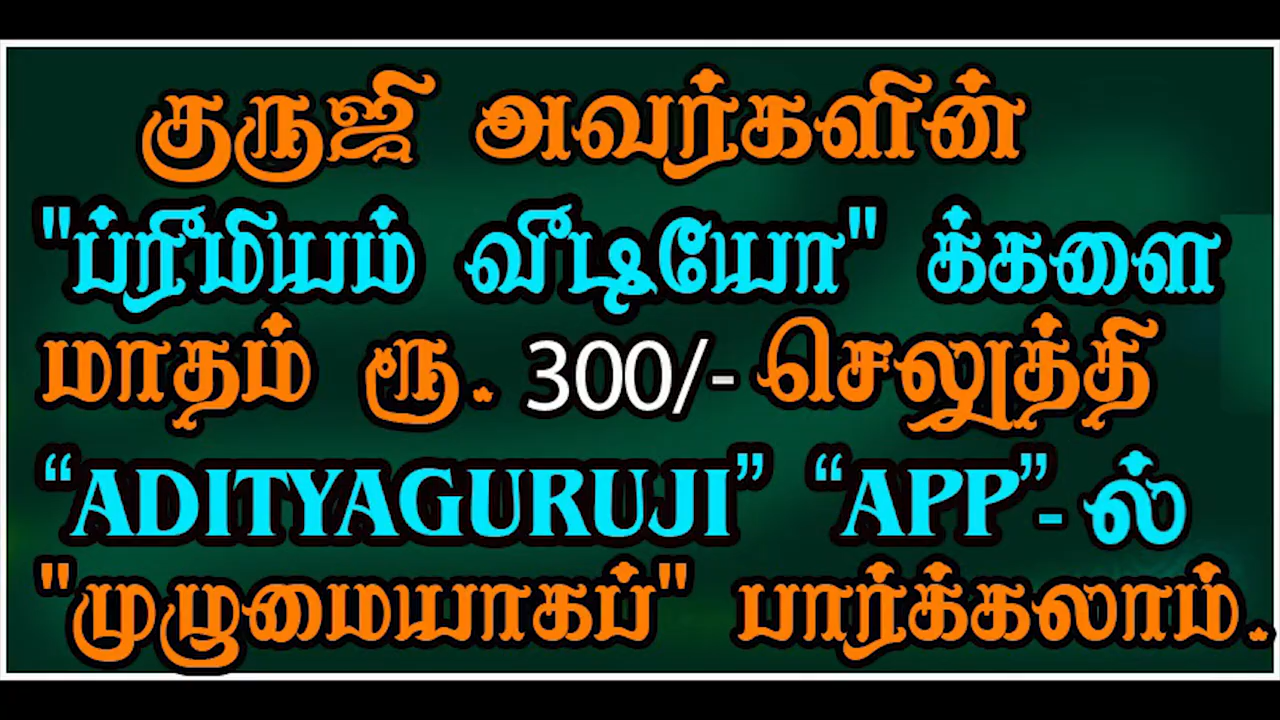 குருஜி அவர்களின்
"ப்ரீமியம் வீடியோ" க்களை
மாதம் ரூ. 300/- செலுத்தி
“ADITYAGURUJI” “APP”- ல்
"முழுமையாகப்" பார்க்கலாம்.